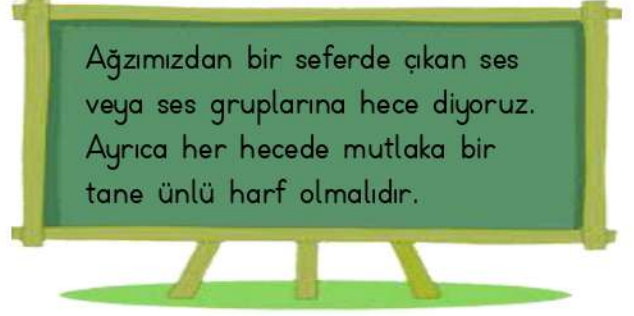 Ağzımızdan bir seferde çıkan ses
veya ses gruplarına hece diyoruz.
Ayrıca her hecede mutlaka bir
tane ünlü harf olmalıdır.